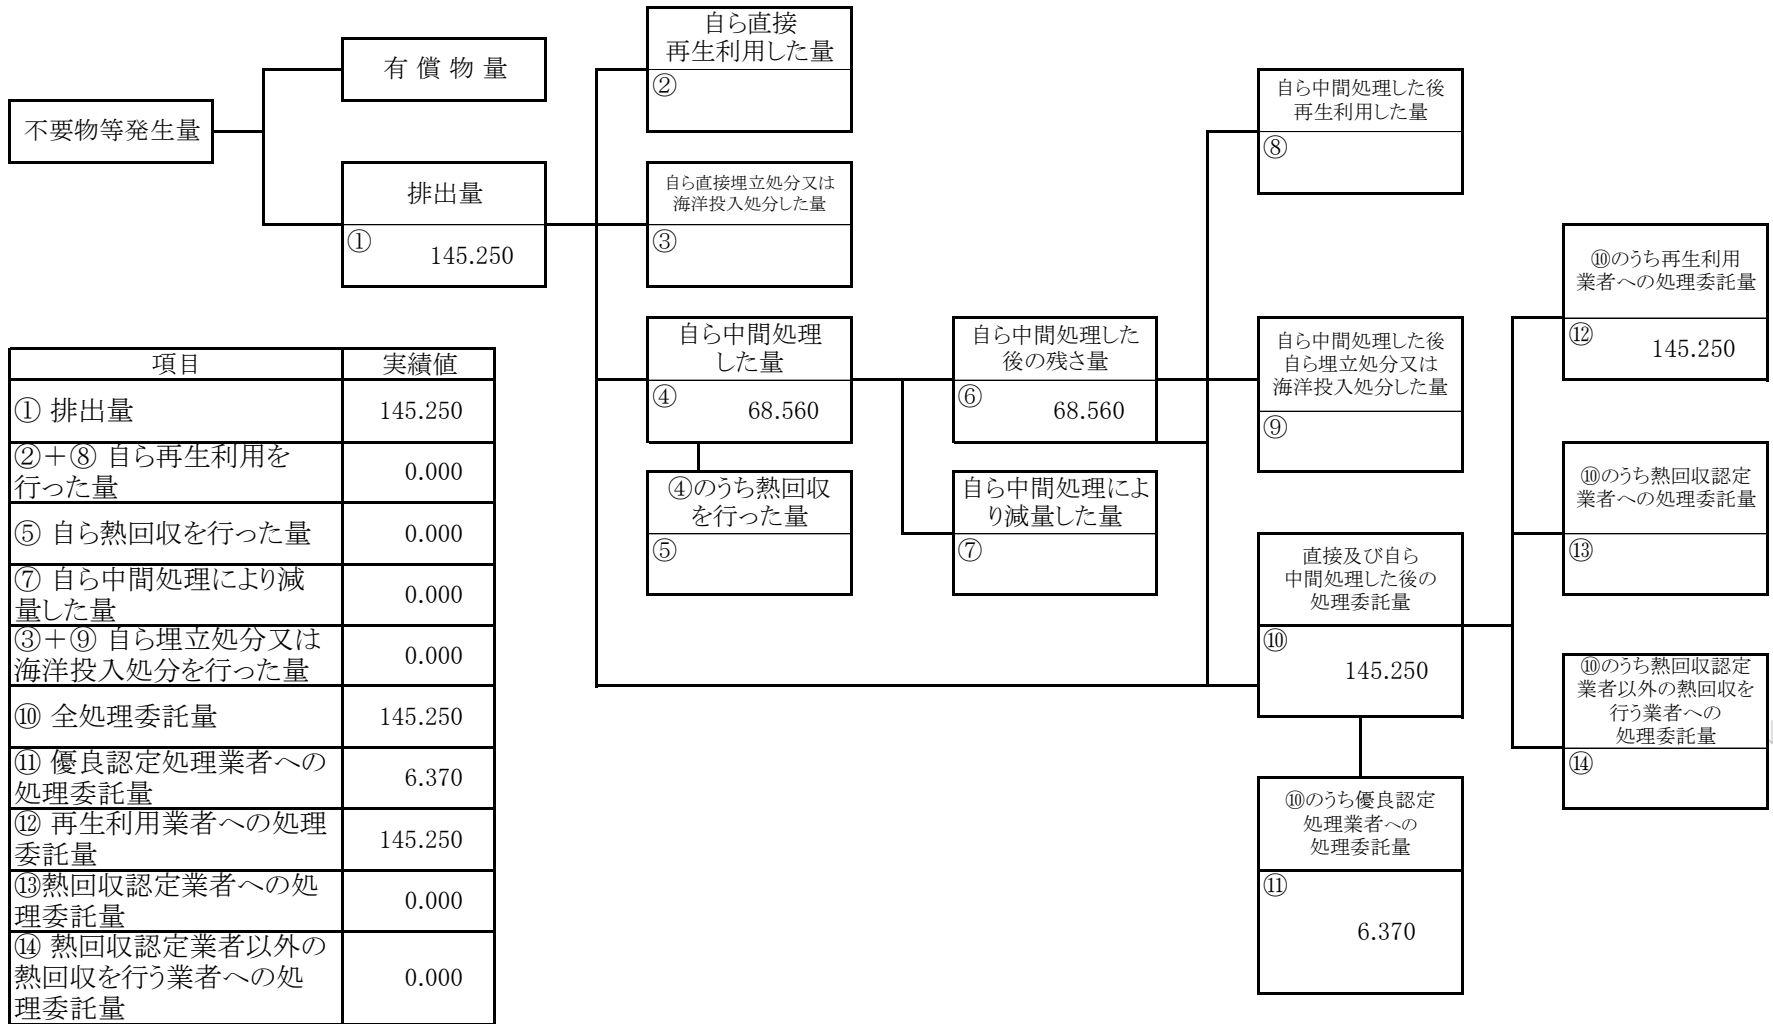 不要物等発生量
有 償 物 量
排出量
①
145.250
自ら直接
再生利用した量
②
自ら直接埋立処分又は
海洋投入処分した量
③
自ら中間処理
した量
④
68.560
④のうち熱回収
を行った量
⑤
自ら中間処理した
後の残さ量
⑥
68.560
自ら中間処理によ
り減量した量
⑦
自ら中間処理した後
再生利用した量
⑧
自ら中間処理した後
自ら埋立処分又は
海洋投入処分した量
⑨
直接及び自ら
中間処理した後の
処理委託量
⑩
145.250
⑩のうち優良認定
処理業者への
処理委託量
⑪
6.370
⑩のうち再生利用
業者への処理委託量
⑫
145.250
⑩のうち熱回収認定
業者への処理委託量
⑬
⑩のうち熱回収認定
業者以外の熱回収を
行う業者への
処理委託量
⑭
項目 実績値
① 排出量 145.250
②+⑧ 自ら再生利用を
行った量 0.000
⑤ 自ら熱回収を行った量 0.000
⑦ 自ら中間処理により減
量した量 0.000
③+⑨ 自ら埋立処分又は
海洋投入処分を行った量 0.000
⑩ 全処理委託量 145.250
⑪ 優良認定処理業者への
処理委託量 6.370
⑫ 再生利用業者への処理
委託量 145.250
⑬熱回収認定業者への処
理委託量 0.000
⑭ 熱回収認定業者以外の
熱回収を行う業者への処
理委託量 0.000